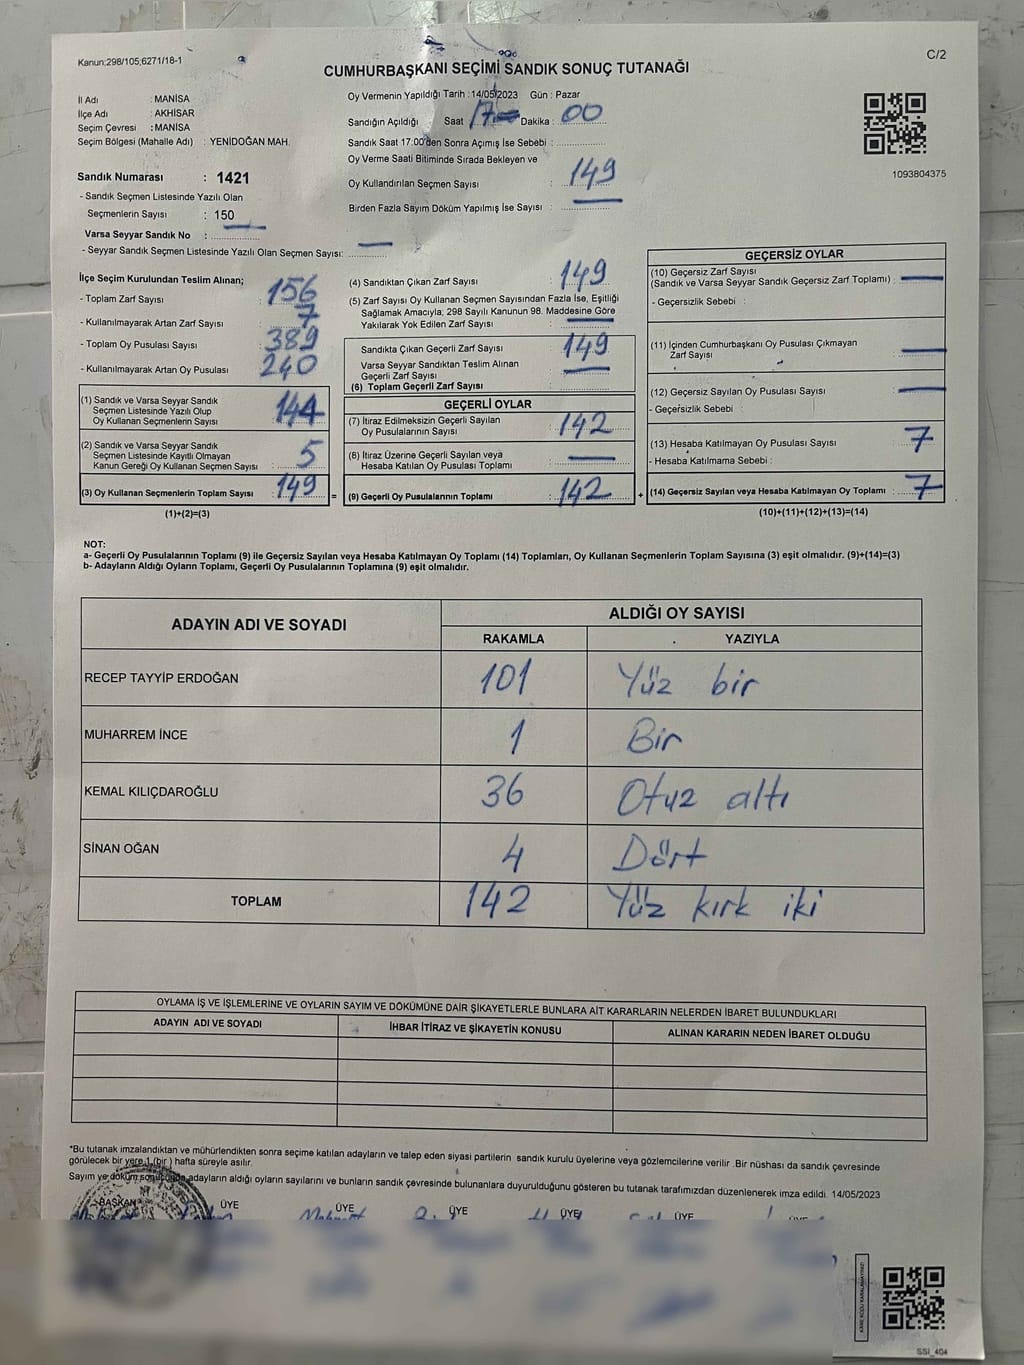 Kanun:298/105;6271/18-1
C/2
CUMHURBAŞKANI SEÇİMİ SANDIK SONUÇ TUTANAĞI
İl Adı : MANİSA
İlçe Adı : AKHİSAR
Seçim Çevresi : MANİSA
Seçim Bölgesi (Mahalle Adı) : YENİDOĞAN MAH.
Sandık Numarası : 1421
- Sandık Seçmen Listesinde Yazılı Olan
Seçmenlerin Sayısı : 150
Varsa Seyyar Sandık No :
- Seyyar Sandık Seçmen Listesinde Yazılı Olan Seçmen Sayısı:
Oy Vermenin Yapıldığı Tarih :14/05/2023 Gün : Pazar
Sandığın Açıldığı Saat 17 Dakika : 00
Sandık Saat 17.00'den Sonra Açımış İse Sebebi :
Oy Verme Saati Bitiminde Sırada Bekleyen ve
Oy Kullandırılan Seçmen Sayısı : 149
Birden Fazla Sayım Döküm Yapılmış İse Sayısı :
1093804375
İlçe Seçim Kurulundan Teslim Alınan;
- Toplam Zarf Sayısı : 156
- Kullanılmayarak Artan Zarf Sayısı : 7
- Toplam Oy Pusulası Sayısı : 389
- Kullanılmayarak Artan Oy Pusulası : 240
(1) Sandık ve Varsa Seyyar Sandık
Seçmen Listesinde Yazılı Olup
Oy Kullanan Seçmenlerin Sayısı : 144
(2) Sandık ve Varsa Seyyar Sandık
Seçmen Listesinde Kayıtlı Olmayan
Kanun Gereği Oy Kullanan Seçmen Sayısı : 5
(3) Oy Kullanan Seçmenlerin Toplam Sayısı : 149 =
(1)+(2)=(3)
(4) Sandıktan Çıkan Zarf Sayısı : 149
(5) Zarf Sayısı Oy Kullanan Seçmen Sayısından Fazla İse, Eşitliği
Sağlamak Amacıyla; 298 Sayılı Kanunun 98. Maddesine Göre
Yakılarak Yok Edilen Zarf Sayısı :
Sandıkta Çıkan Geçerli Zarf Sayısı : 149
Varsa Seyyar Sandıktan Teslim Alınan
Geçerli Zarf Sayısı :
(6) Toplam Geçerli Zarf Sayısı :
GEÇERLİ OYLAR
(7) İtiraz Edilmeksizin Geçerli Sayılan
Oy Pusulalarının Sayısı : 142
(8) İtiraz Üzerine Geçerli Sayılan veya
Hesaba Katılan Oy Pusulası Toplamı :
(9) Geçerli Oy Pusulalarının Toplamı : 142 +
GEÇERSİZ OYLAR
(10) Geçersiz Zarf Sayısı
(Sandık ve Varsa Seyyar Sandık Geçersiz Zarf Toplamı) :
- Geçersizlik Sebebi :
(11) İçinden Cumhurbaşkanı Oy Pusulası Çıkmayan
Zarf Sayısı :
(12) Geçersiz Sayılan Oy Pusulası Sayısı :
- Geçersizlik Sebebi :
(13) Hesaba Katılmayan Oy Pusulası Sayısı : 7
- Hesaba Katılmama Sebebi :
(14) Geçersiz Sayılan veya Hesaba Katılmayan Oy Toplamı : 7
(10)+(11)+(12)+(13)=(14)
NOT:
a- Geçerli Oy Pusulalarının Toplamı (9) ile Geçersiz Sayılan veya Hesaba Katılmayan Oy Toplamı (14) Toplamları, Oy Kullanan Seçmenlerin Toplam Sayısına (3) eşit olmalıdır. (9)+(14)=(3)
b- Adayların Aldığı Oyların Toplamı, Geçerli Oy Pusulalarının Toplamına (9) eşit olmalıdır.
ADAYIN ADI VE SOYADI
ALDIĞI OY SAYISI
RAKAMLA YAZIYLA
RECEP TAYYİP ERDOĞAN 101 Yüz bir
MUHARREM İNCE 1 Bir
KEMAL KILIÇDAROĞLU 36 Otuz altı
SİNAN OĞAN 4 Dört
TOPLAM 142 Yüz kırk iki
OYLAMA İŞ VE İŞLEMLERİNE VE OYLARIN SAYIM VE DÖKÜMÜNE DAİR ŞİKAYETLERLE BUNLARA AİT KARARLARIN NELERDEN İBARET BULUNDUKLARI
ADAYIN ADI VE SOYADI İHBAR İTİRAZ VE ŞİKAYETİN KONUSU ALINAN KARARIN NEDEN İBARET OLDUĞU
*Bu tutanak imzalandıktan ve mühürlendikten sonra seçime katılan adayların ve talep eden siyasi partilerin sandık kurulu üyelerine veya gözlemcilerine verilir .Bir nüshası da sandık çevresinde
görülecek bir yere 1 (bir ) hafta süreyle asılır.
Sayım ve döküm sonucunda adayların aldığı oyların sayılarını ve bunların sandık çevresinde bulunanlara duyurulduğunu gösteren bu tutanak tarafımızdan düzenlenerek imza edildi. 14/05/2023
BAŞKAN ÜYE ÜYE ÜYE ÜYE ÜYE ÜYE
SSI_404